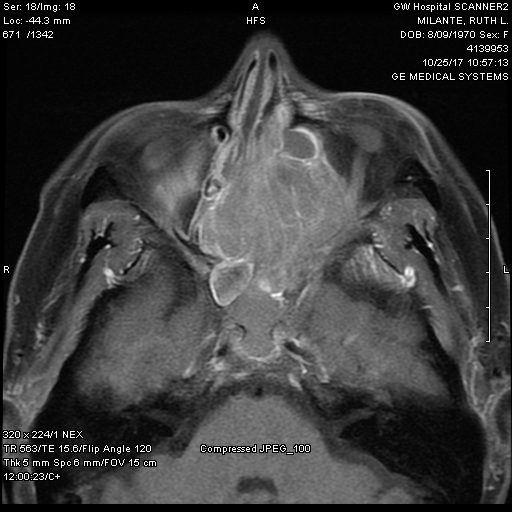 Ser: 18/Img: 18
Loc: -44.3 mm
671 /1342
A
HFS
GW Hospital SCANNER2
MILANTE, RUTH L.
DOB: 8/09/1970 Sex: F
4139953
10/25/17 10:57:13
GE MEDICAL SYSTEMS
R
L
320 x 224/1 NEX
TR 563/TE 15.6/Flip Angle 120
Thk 5 mm Spc 6 mm/FOV 15 cm
12:00:23/C+
Compressed JPEG_100